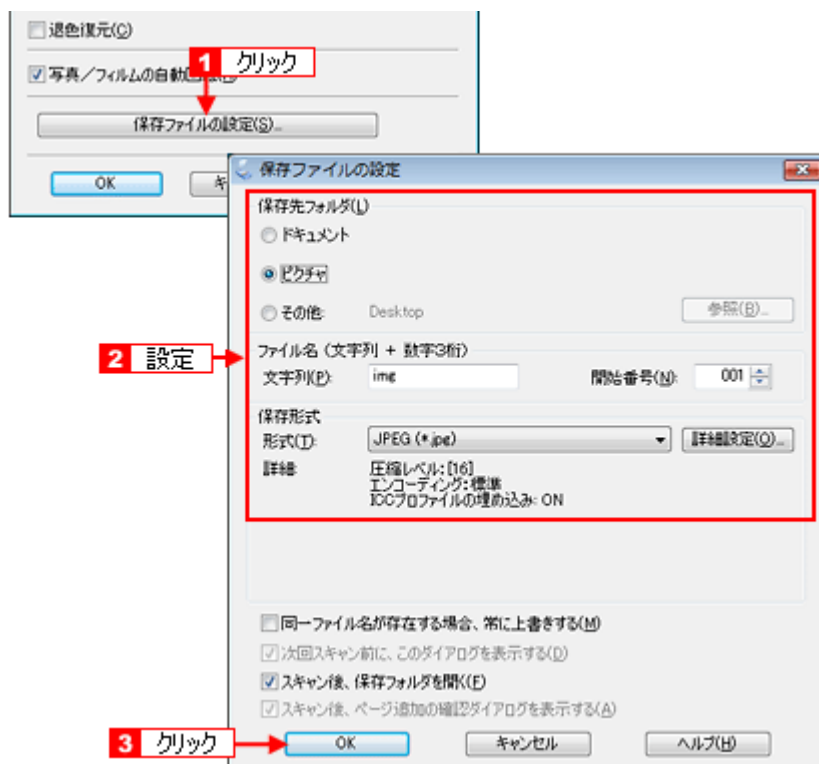 退色復元(C)
1 クリック
写真／フィルムの自動
保存ファイルの設定(S)...
OK
キ
保存ファイルの設定
保存先フォルダ(L)
ドキュメント
ピクチャ
その他: Desktop 参照(B)...
2 設定
ファイル名 (文字列 + 数字3桁)
文字列(P): img 開始番号(N): 001
保存形式
形式(T): JPEG (*.jpg) 詳細設定(O)...
詳細: 圧縮レベル: [16]
エンコーディング: 標準
ICCプロファイルの埋め込み: ON
同一ファイル名が存在する場合、常に上書きする(M)
次回スキャン前に、このダイアログを表示する(D)
スキャン後、保存フォルダを開く(F)
スキャン後、ページ追加の確認ダイアログを表示する(A)
3 クリック
OK キャンセル ヘルプ(H)